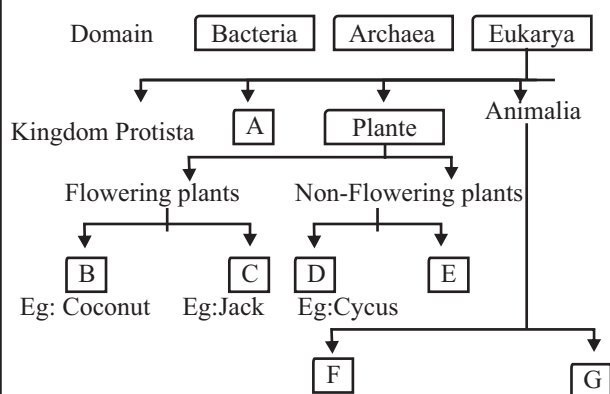 Domain Bacteria Archaea Eukarya
Kingdom Protista A Plante Animalia
Flowering plants Non-Flowering plants
B C D E
Eg: Coconut Eg:Jack Eg:Cycus
F G